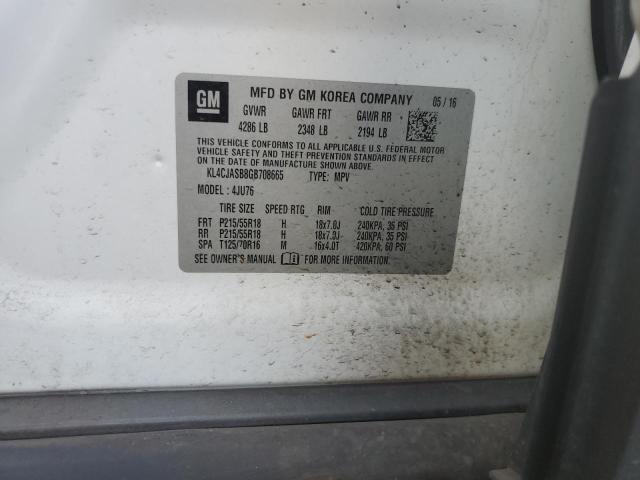 GM
MFD BY GM KOREA COMPANY 05 / 16
GVWR GAWR FRT GAWR RR
4286 LB 2348 LB 2194 LB
THIS VEHICLE CONFORMS TO ALL APPLICABLE U.S. FEDERAL MOTOR
VEHICLE SAFETY AND THEFT PREVENTION STANDARDS IN EFFECT ON
THE DATE OF MANUFACTURE SHOWN ABOVE.
KL4CJASB8GB708665 TYPE: MPV
MODEL : 4JU76
TIRE SIZE SPEED RTG RIM COLD TIRE PRESSURE
FRT P215/55R18 H 18x7.0J 240KPA, 35 PSI
RR P215/55R18 H 18x7.0J 240KPA, 35 PSI
SPA T125/70R16 M 16x4.0T 420KPA, 60 PSI
SEE OWNER'S MANUAL FOR MORE INFORMATION